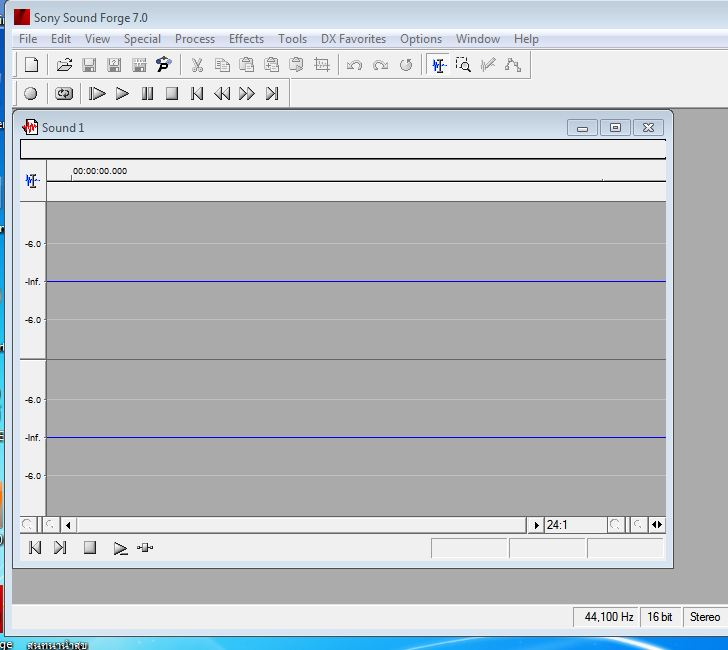 Sony Sound Forge 7.0
File Edit View Special Process Effects Tools DX Favorites Options Window Help
Sound 1
00:00:00.000
-6.0
-Inf.
-6.0
-6.0
-Inf.
-6.0
24:1
44,100 Hz 16 bit Stereo